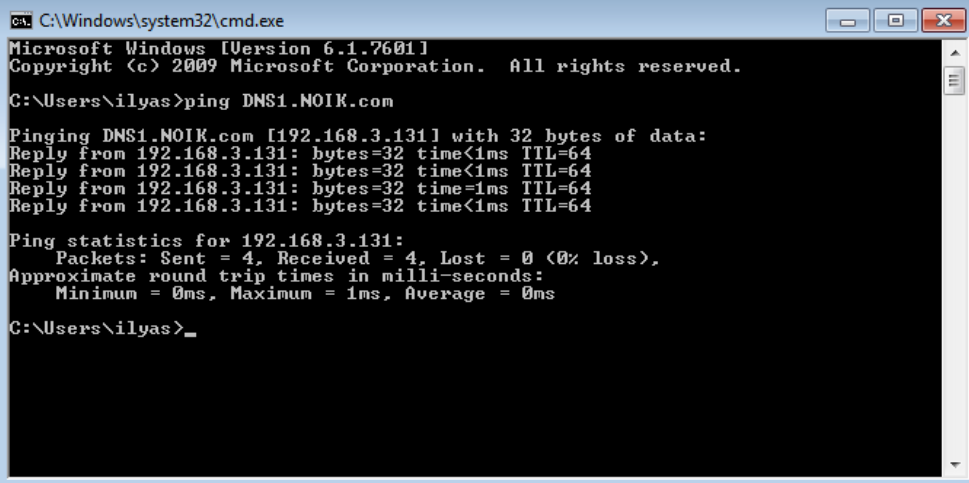 C:\Windows\system32\cmd.exe
Microsoft Windows [Version 6.1.7601]
Copyright (c) 2009 Microsoft Corporation.  All rights reserved.
C:\Users\ilyas>ping DNS1.NOIK.com
Pinging DNS1.NOIK.com [192.168.3.131] with 32 bytes of data:
Reply from 192.168.3.131: bytes=32 time<1ms TTL=64
Reply from 192.168.3.131: bytes=32 time<1ms TTL=64
Reply from 192.168.3.131: bytes=32 time=1ms TTL=64
Reply from 192.168.3.131: bytes=32 time<1ms TTL=64
Ping statistics for 192.168.3.131:
    Packets: Sent = 4, Received = 4, Lost = 0 (0% loss),
Approximate round trip times in milli-seconds:
    Minimum = 0ms, Maximum = 1ms, Average = 0ms
C:\Users\ilyas>_